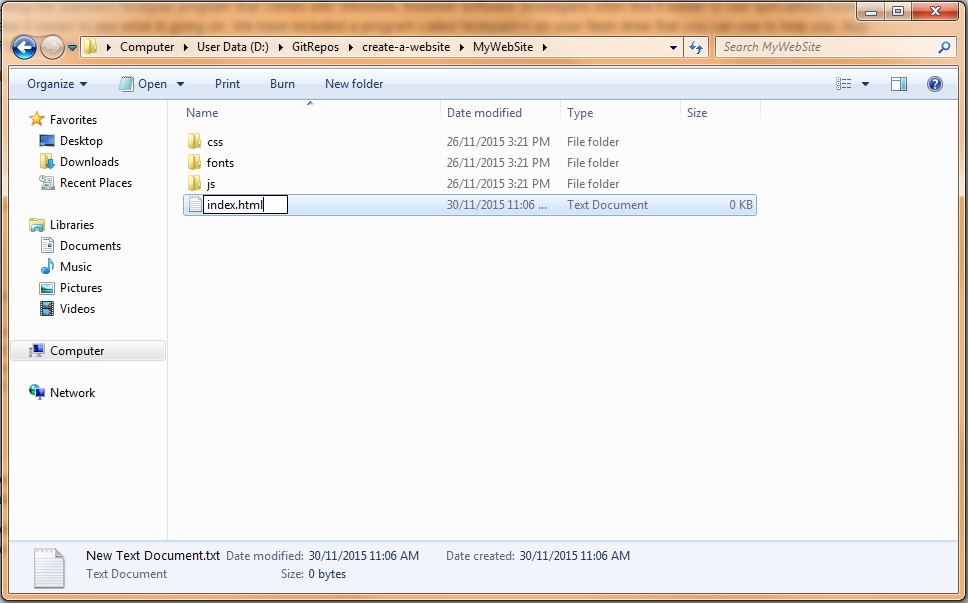 Computer User Data (D:) GitRepos create-a-website MyWebSite Search MyWebSite
Organize Open Print Burn New folder
Name Date modified Type Size
css 26/11/2015 3:21 PM File folder
fonts 26/11/2015 3:21 PM File folder
js 26/11/2015 3:21 PM File folder
index.html 30/11/2015 11:06 ... Text Document 0 KB
Favorites
Desktop
Downloads
Recent Places
Libraries
Documents
Music
Pictures
Videos
Computer
Network
New Text Document.txt Date modified: 30/11/2015 11:06 AM Date created: 30/11/2015 11:06 AM
Text Document Size: 0 bytes